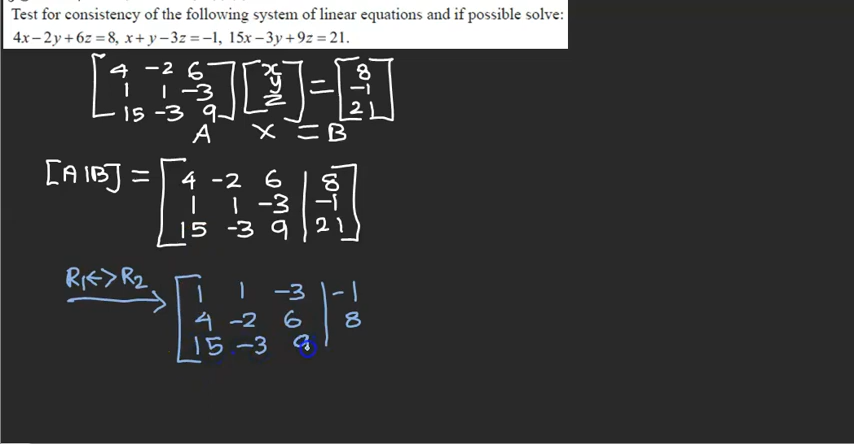 Test for consistency of the following system of linear equations and if possible solve:
4x−2y+6z=8, x+y−3z=−1, 15x−3y+9z=21.
4 -2 6 x 8
1 1 -3 y = -1
15 -3 9 z 21
A X = B
[A|B] = 4 -2 6 | 8
1 1 -3 | -1
15 -3 9 | 21
R1<->R2 1 1 -3 | -1
4 -2 6 | 8
15 -3 9 |